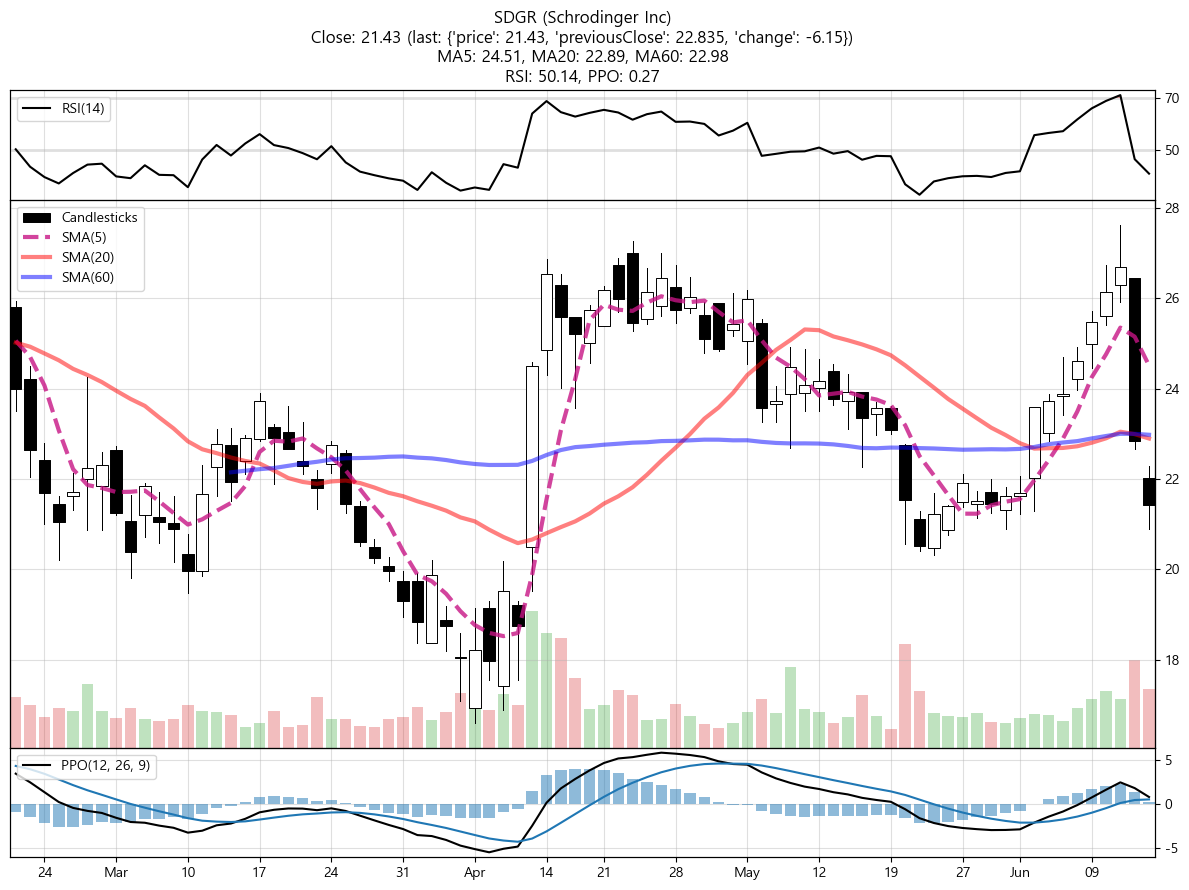 SDGR (Schrodinger Inc)
Close: 21.43 (last: {'price': 21.43, 'previousClose': 22.835, 'change': -6.15})
MA5: 24.51, MA20: 22.89, MA60: 22.98
RSI: 50.14, PPO: 0.27
RSI(14)
70
50
Candlesticks
SMA(5)
SMA(20)
SMA(60)
28
26
24
22
20
18
PPO(12, 26, 9)
5
0
-5
24 Mar 10 17 24 31 Apr 14 21 28 May 12 19 27 Jun 09